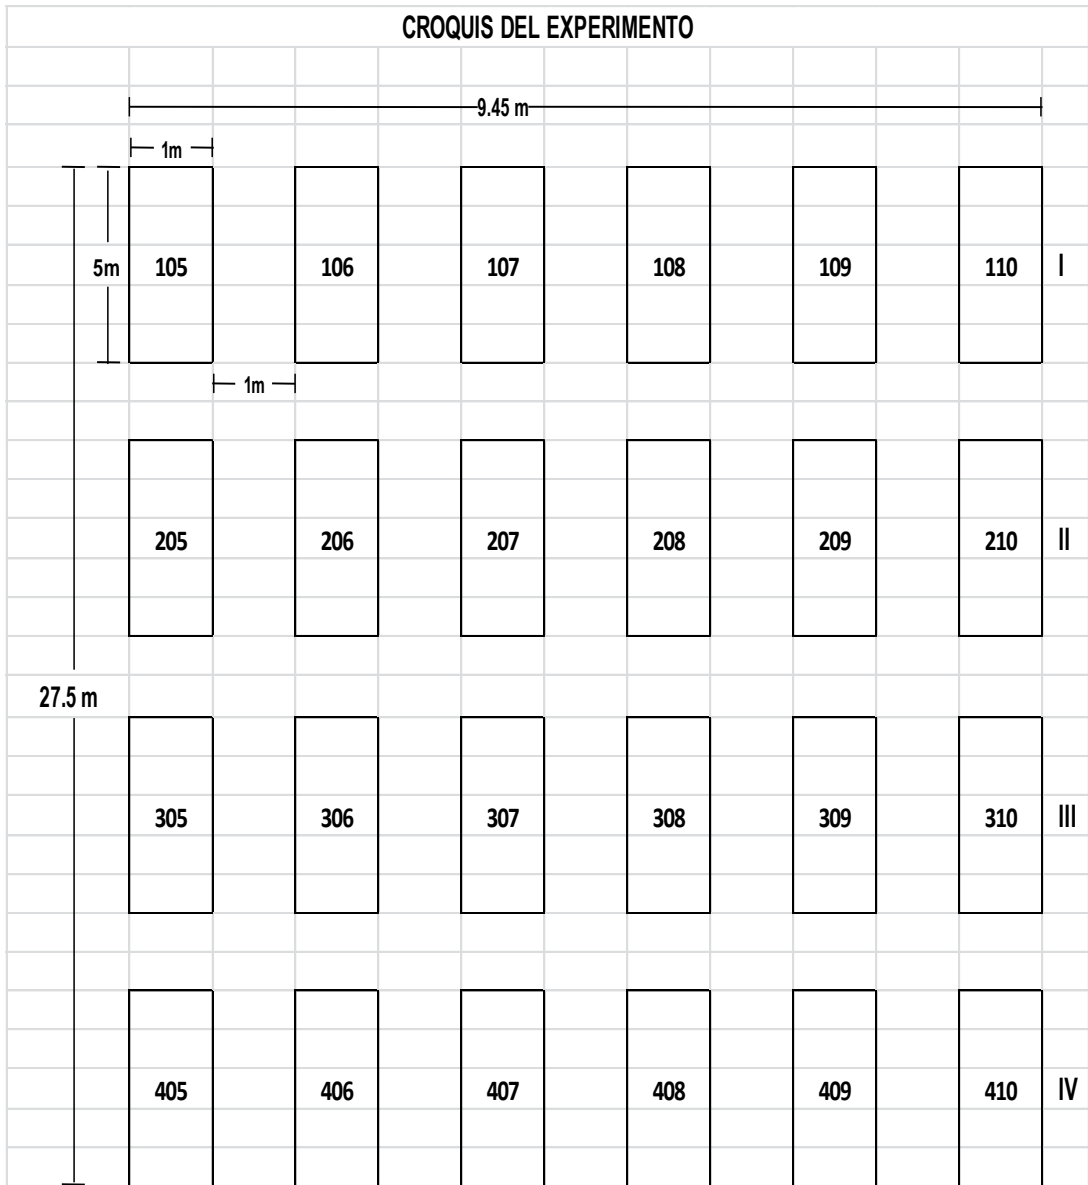 CROQUIS DEL EXPERIMENTO
9.45 m
1m
5m
105 106 107 108 109 110 I
1m
205 206 207 208 209 210 II
27.5 m
305 306 307 308 309 310 III
405 406 407 408 409 410 IV